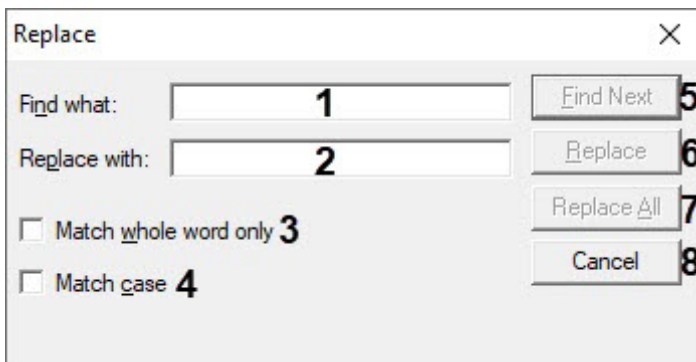 Replace
Find what: 1 Find Next 5
Replace with: 2 Replace 6
Replace All 7
Match whole word only 3
Cancel 8
Match case 4